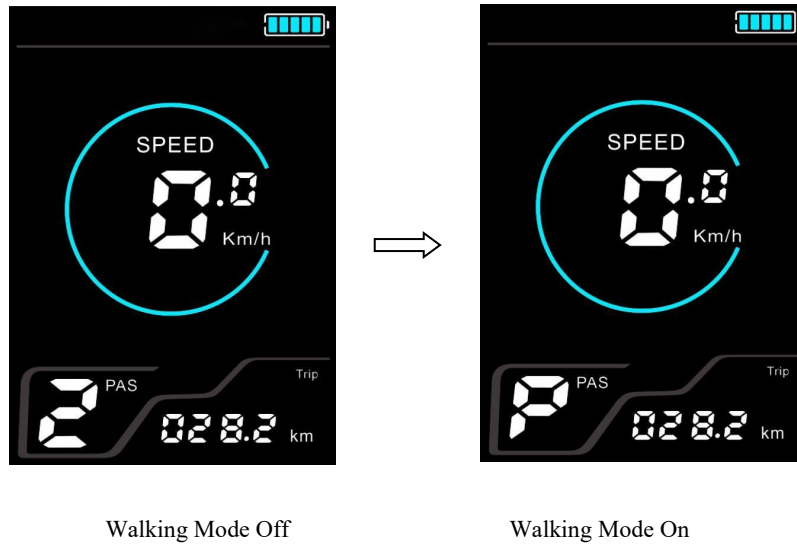 SPEED
0.0
Km/h
2 PAS
Trip
028.2 km
SPEED
0.0
Km/h
P PAS
Trip
028.2 km
Walking Mode Off
Walking Mode On